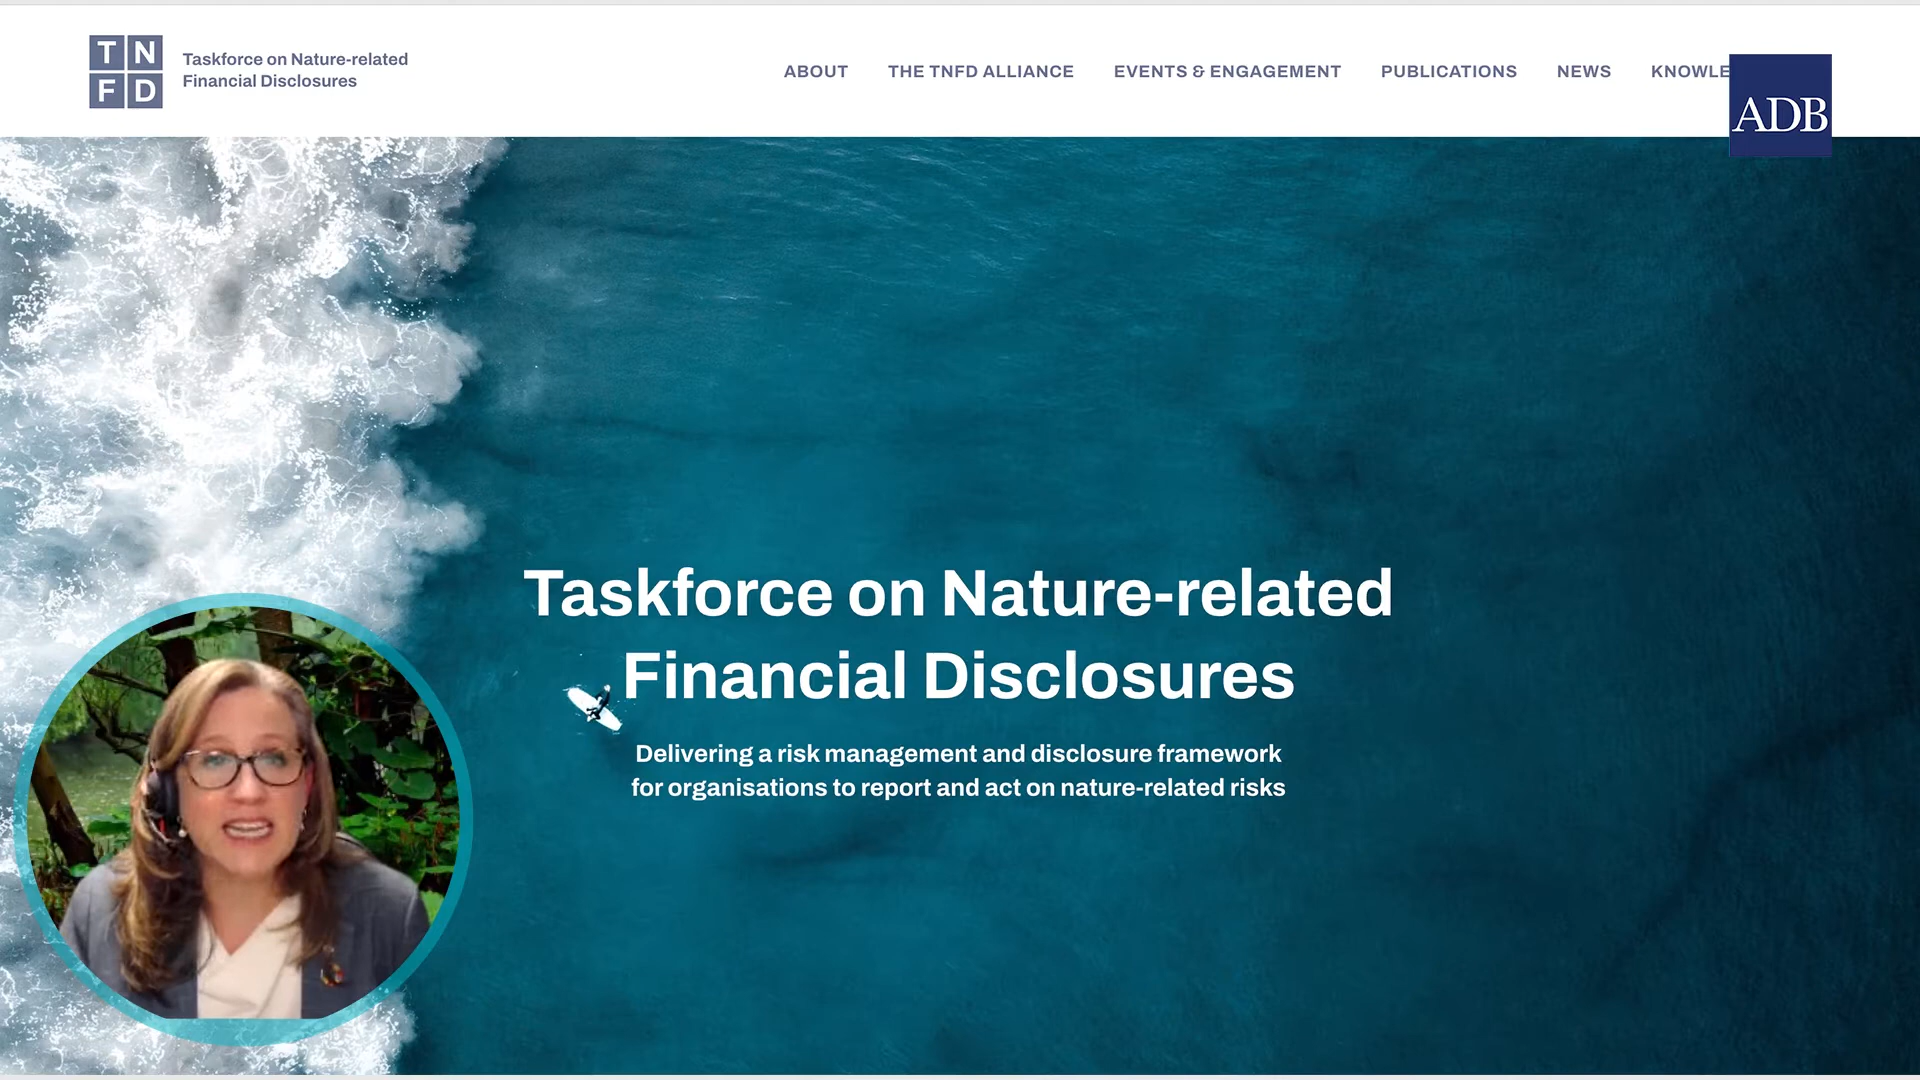 TN
FD
Taskforce on Nature-related
Financial Disclosures
ABOUT THE TNFD ALLIANCE EVENTS & ENGAGEMENT PUBLICATIONS NEWS KNOWLE
ADB
Taskforce on Nature-related
Financial Disclosures
Delivering a risk management and disclosure framework
for organisations to report and act on nature-related risks